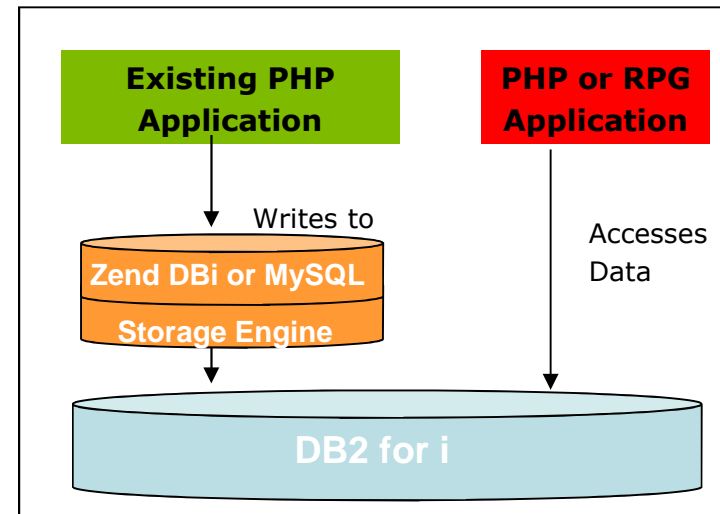 Existing PHP
Application
PHP or RPG
Application
Writes to
Accesses
Data
Zend DBi or MySQL
Storage Engine
DB2 for i